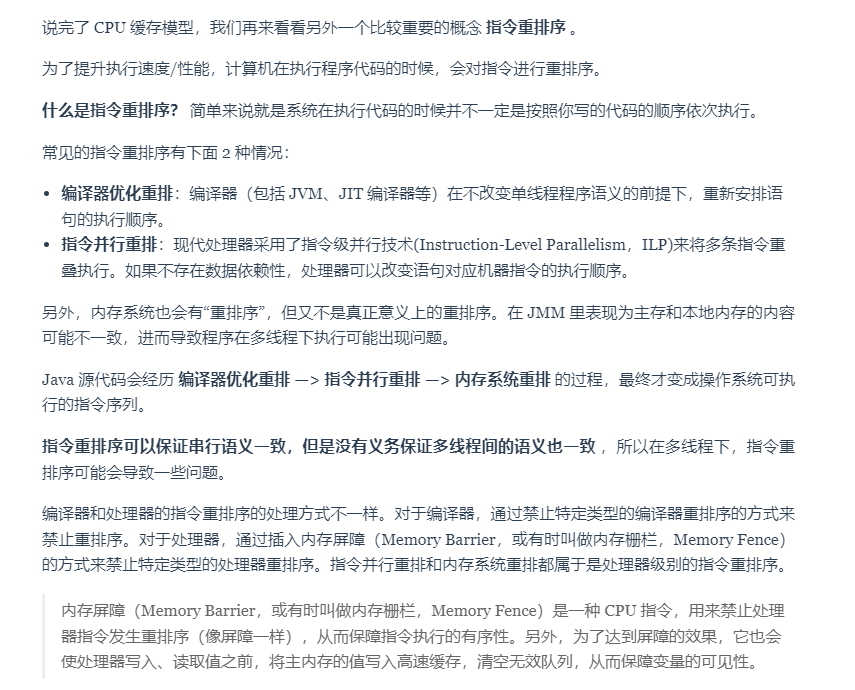 说完了 CPU 缓存模型，我们再来看看另外一个比较重要的概念 指令重排序 。
为了提升执行速度/性能，计算机在执行程序代码的时候，会对指令进行重排序。
什么是指令重排序？ 简单来说就是系统在执行代码的时候并不一定是按照你写的代码的顺序依次执行。
常见的指令重排序有下面 2 种情况：
• 编译器优化重排：编译器（包括 JVM、JIT 编译器等）在不改变单线程程序语义的前提下，重新安排语
句的执行顺序。
• 指令并行重排：现代处理器采用了指令级并行技术(Instruction-Level Parallelism，ILP)来将多条指令重
叠执行。如果不存在数据依赖性，处理器可以改变语句对应机器指令的执行顺序。
另外，内存系统也会有“重排序”，但又不是真正意义上的重排序。在 JMM 里表现为主存和本地内存的内容
可能不一致，进而导致程序在多线程下执行可能出现问题。
Java 源代码会经历 编译器优化重排 —> 指令并行重排 —> 内存系统重排 的过程，最终才变成操作系统可执
行的指令序列。
指令重排序可以保证串行语义一致，但是没有义务保证多线程间的语义也一致 ，所以在多线程下，指令重
排序可能会导致一些问题。
编译器和处理器的指令重排序的处理方式不一样。对于编译器，通过禁止特定类型的编译器重排序的方式来
禁止重排序。对于处理器，通过插入内存屏障（Memory Barrier，或有时叫做内存栅栏，Memory Fence）
的方式来禁止特定类型的处理器重排序。指令并行重排和内存系统重排都属于是处理器级别的指令重排序。
内存屏障（Memory Barrier，或有时叫做内存栅栏，Memory Fence）是一种 CPU 指令，用来禁止处理
器指令发生重排序（像屏障一样），从而保障指令执行的有序性。另外，为了达到屏障的效果，它也会
使处理器写入、读取值之前，将主内存的值写入高速缓存，清空无效队列，从而保障变量的可见性。